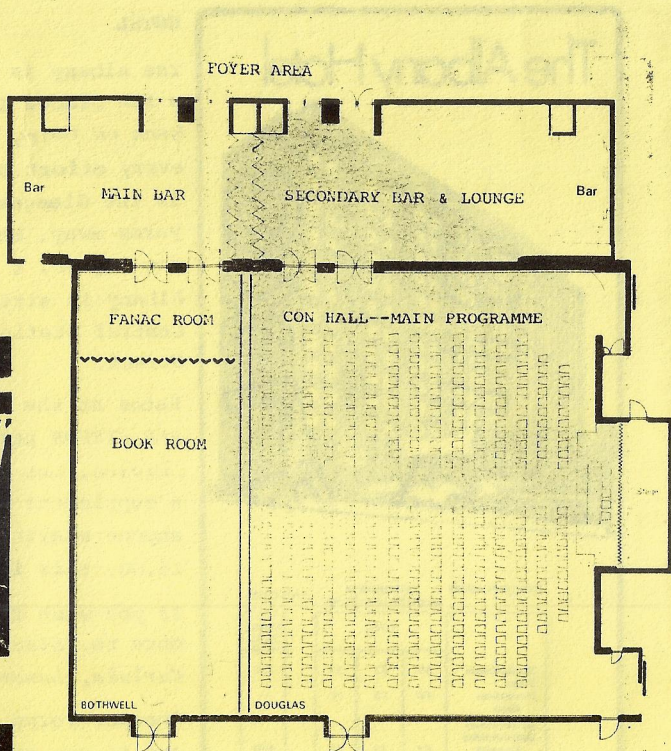 FOYER AREA
Bar
MAIN BAR
SECONDARY BAR & LOUNGE
Bar
FANAC ROOM
CON HALL--MAIN PROGRAMME
BOOK ROOM
BOTHWELL
DOUGLAS